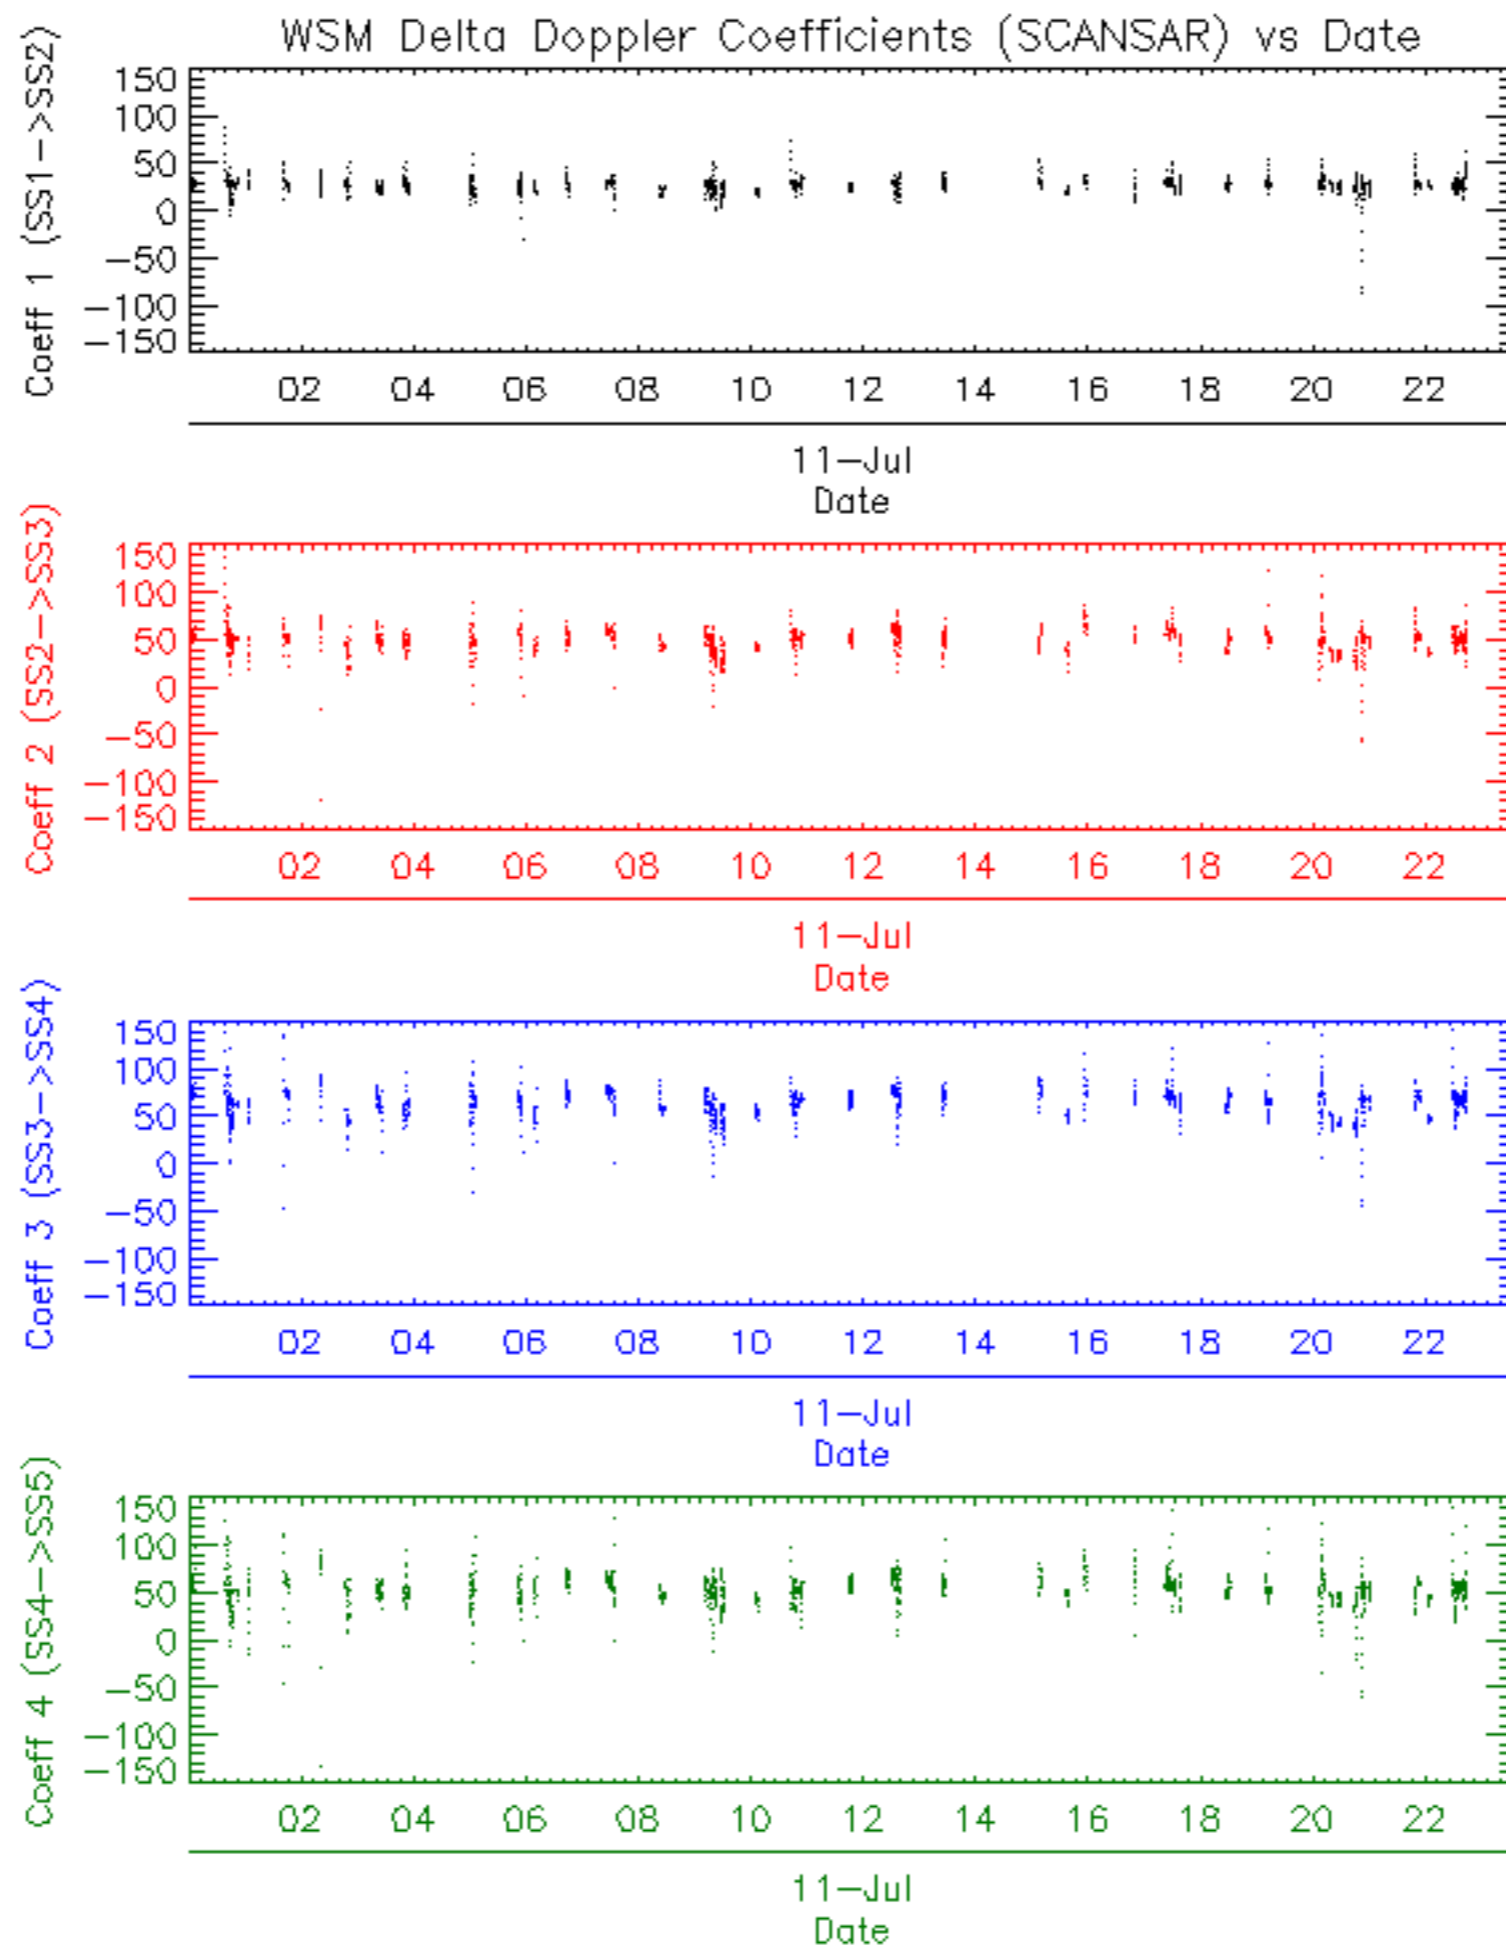 WSM Delta Doppler Coefficients (SCANSAR) vs Date
Coeff 1 (SS1->SS2)
150
100
50
0
-50
-100
-150
02 04 06 08 10 12 14 16 18 20 22
11-Jul
Date
Coeff 2 (SS2->SS3)
150
100
50
0
-50
-100
-150
02 04 06 08 10 12 14 16 18 20 22
11-Jul
Date
Coeff 3 (SS3->SS4)
150
100
50
0
-50
-100
-150
02 04 06 08 10 12 14 16 18 20 22
11-Jul
Date
Coeff 4 (SS4->SS5)
150
100
50
0
-50
-100
-150
02 04 06 08 10 12 14 16 18 20 22
11-Jul
Date